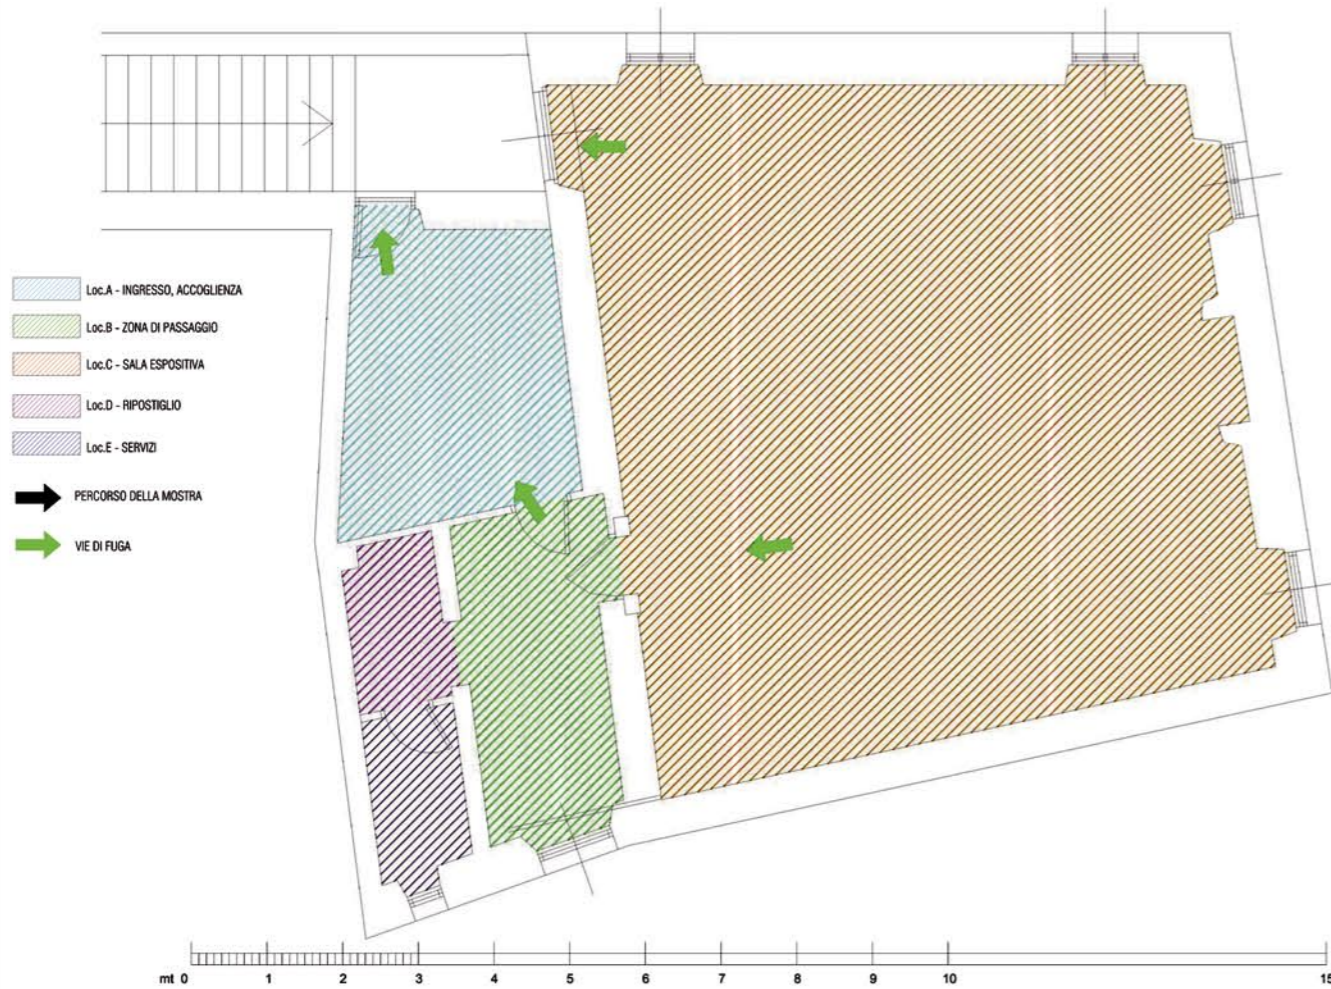 Loc.A - INGRESSO, ACCOGLIENZA
Loc.B - ZONA DI PASSAGGIO
Loc.C - SALA ESPOSITIVA
Loc.D - RIPOSTIGLIO
Loc.E - SERVIZI
PERCORSO DELLA MOSTRA
VIE DI FUGA
mt 0 1 2 3 4 5 6 7 8 9 10 15